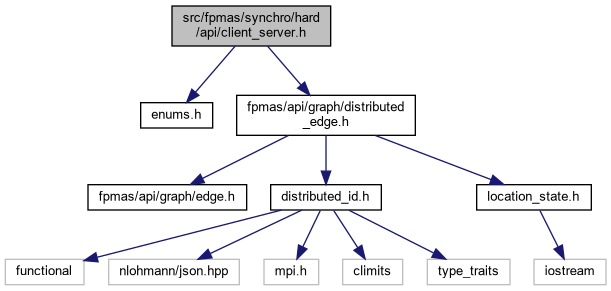 src/fpmas/synchro/hard
/api/client_server.h
enums.h
fpmas/api/graph/distributed
_edge.h
fpmas/api/graph/edge.h
distributed_id.h
location_state.h
functional
nlohmann/json.hpp
mpi.h
climits
type_traits
iostream